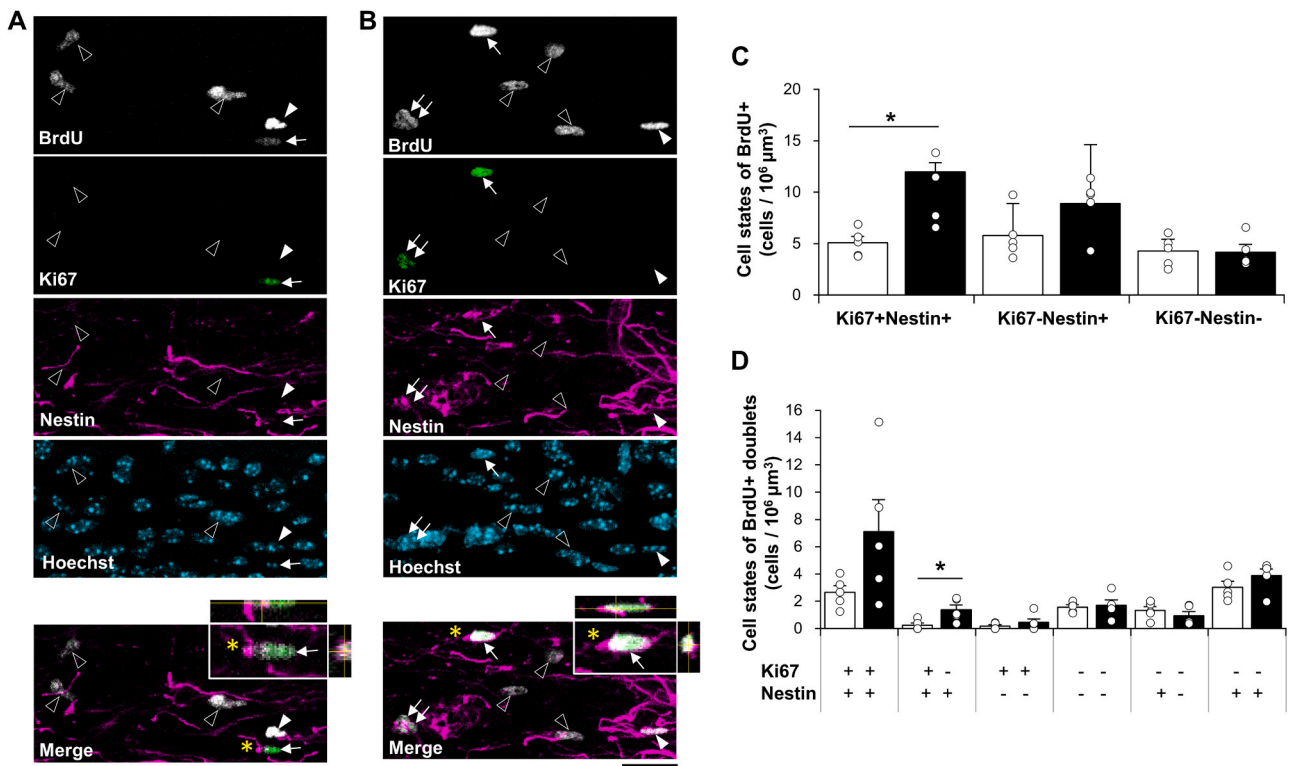 A
BrdU
Ki67
Nestin
Hoechst
*
Merge
*
B
BrdU
Ki67
Nestin
Hoechst
*
*
Merge
C
Cell states of BrdU+
(cells / 10⁶ µm³)
20
15
10
5
0
*
Ki67+Nestin+
Ki67-Nestin+
Ki67-Nestin-
D
Cell states of BrdU+ doublets
(cells / 10⁶ µm³)
16
14
12
10
8
6
4
2
0
*
Ki67 + + + - + + - - - - - -
Nestin + + + + - - - - + - + +